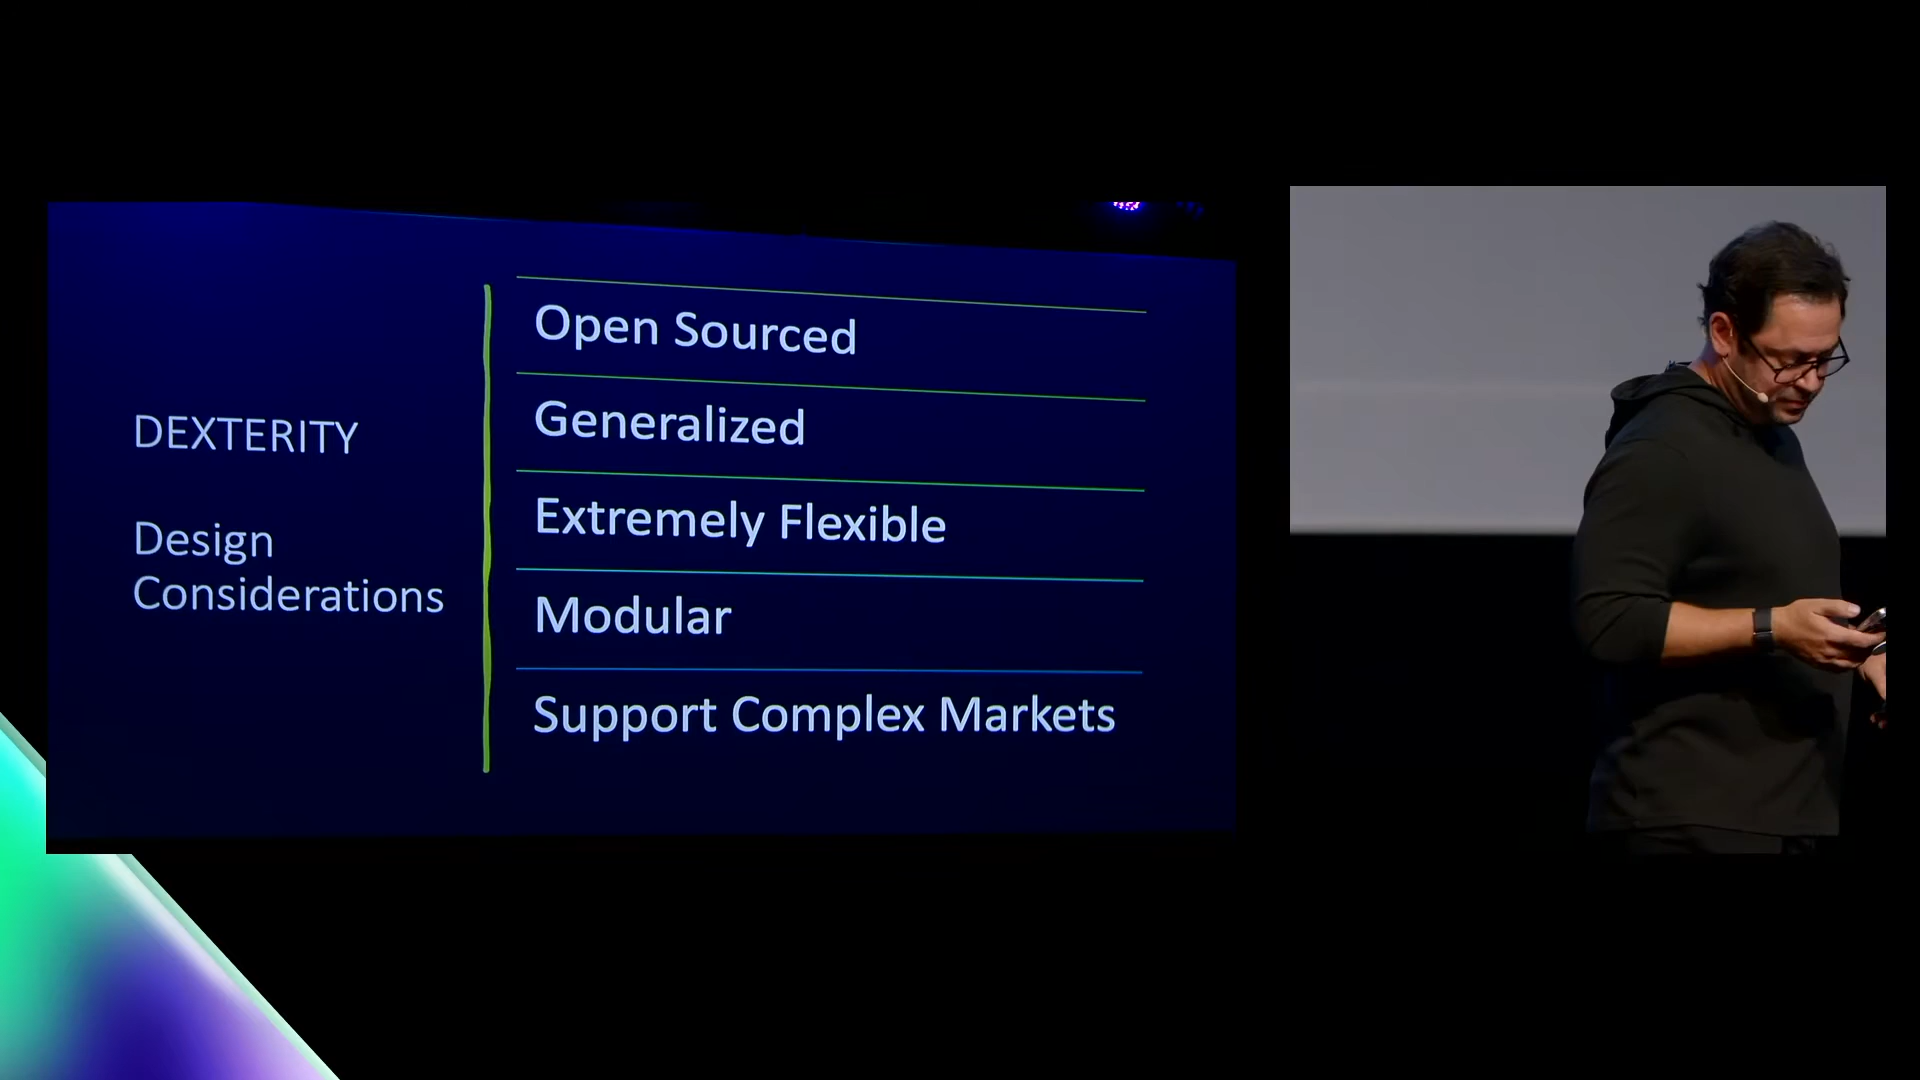 DEXTERITY
Design
Considerations
Open Sourced
Generalized
Extremely Flexible
Modular
Support Complex Markets